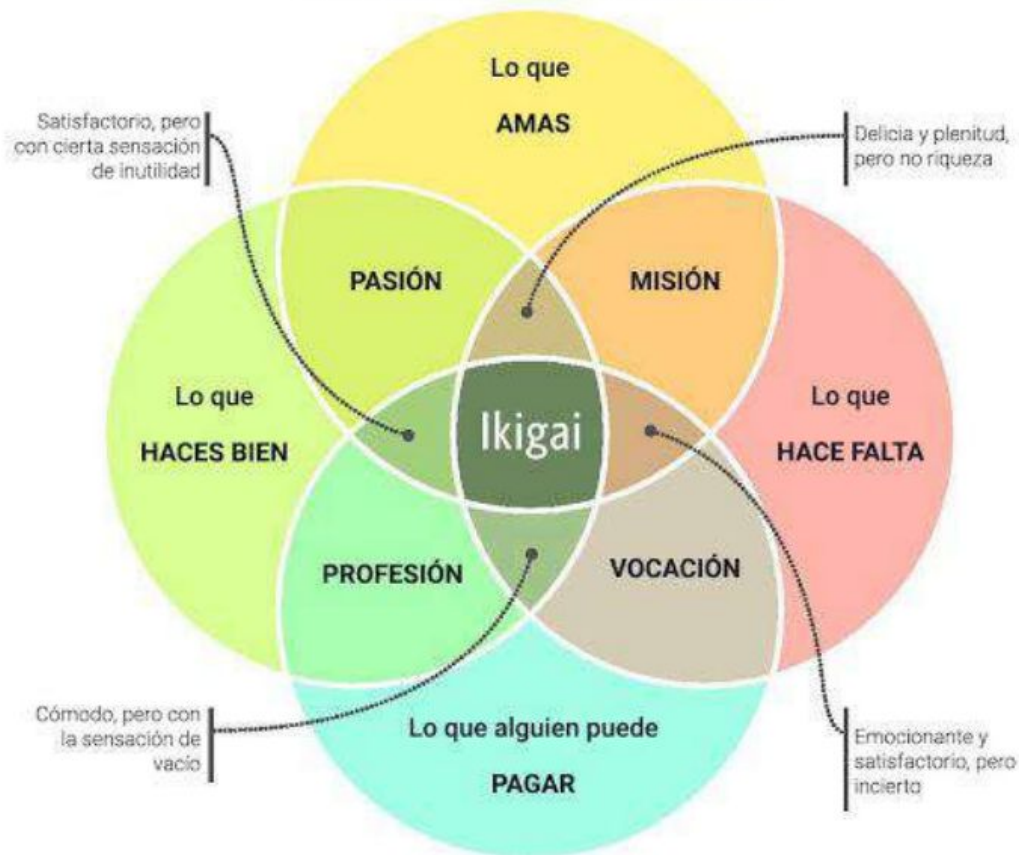 Lo que
AMAS
Satisfactorio, pero
con cierta sensación
de inutilidad
Delicia y plenitud,
pero no riqueza
PASIÓN
MISIÓN
Lo que
HACES BIEN
Ikigai
Lo que
HACE FALTA
PROFESIÓN
VOCACIÓN
Cómodo, pero con
la sensación de
vacío
Lo que alguien puede
PAGAR
Emocionante y
satisfactorio, pero
incierto